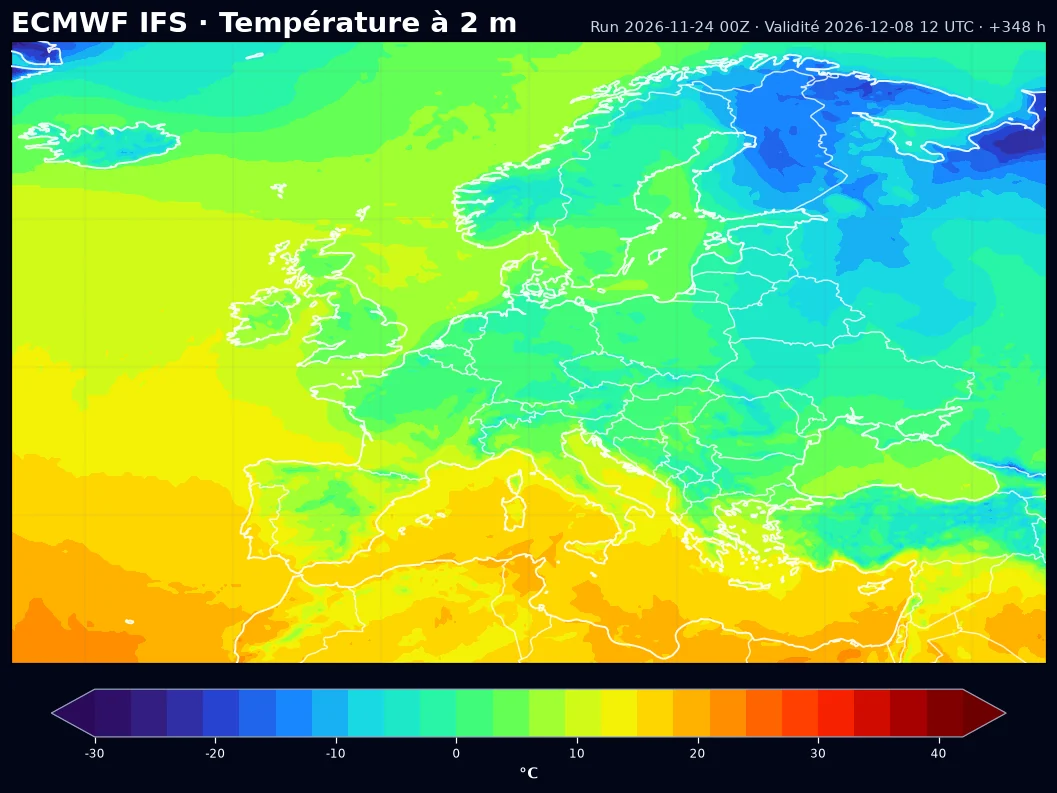 ECMWF IFS · Température à 2 m
Run 2026-11-24 00Z · Validité 2026-12-08 12 UTC · +348 h
-30 -20 -10 0 10 20 30 40
°C